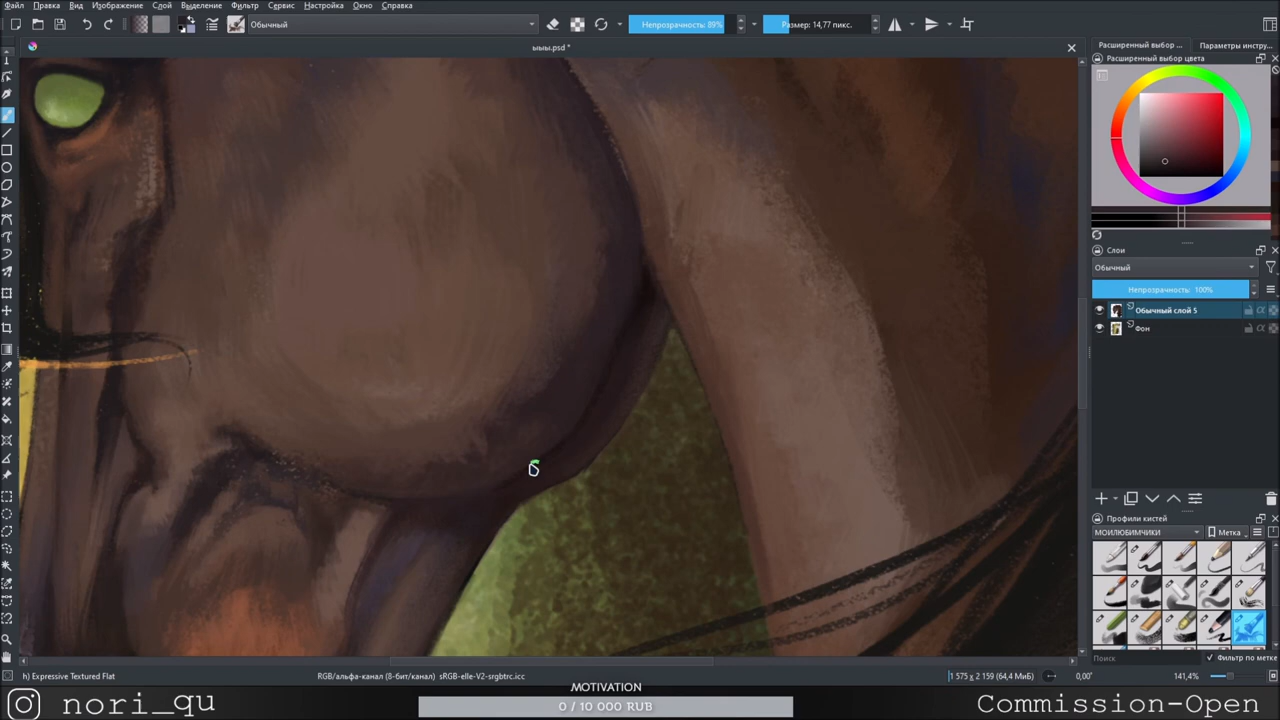 Файл Правка Вид Изображение Слой Выделение Фильтр Сервис Настройка Окно Справка
Обычный
Непрозрачность: 89%
Размер: 14,77 пикс.
ыыы.psd *
Расширенный выбор ...
Параметры инстру...
Расширенный выбор цвета
Слои
Обычный
Непрозрачность: 100%
Обычный слой 5
Фон
Профили кистей
МОИЛЮБИМЧИКИ
Метка
Поиск
Фильтр по метке
h) Expressive Textured Flat
RGB/альфа-канал (8-бит/канал) sRGB-elle-V2-srgbtrc.icc
1 575 x 2 159 (64,4 МиБ)
0,00°
141,4%
nori_qu
MOTIVATION
0 / 10 000 RUB
Commission-Open